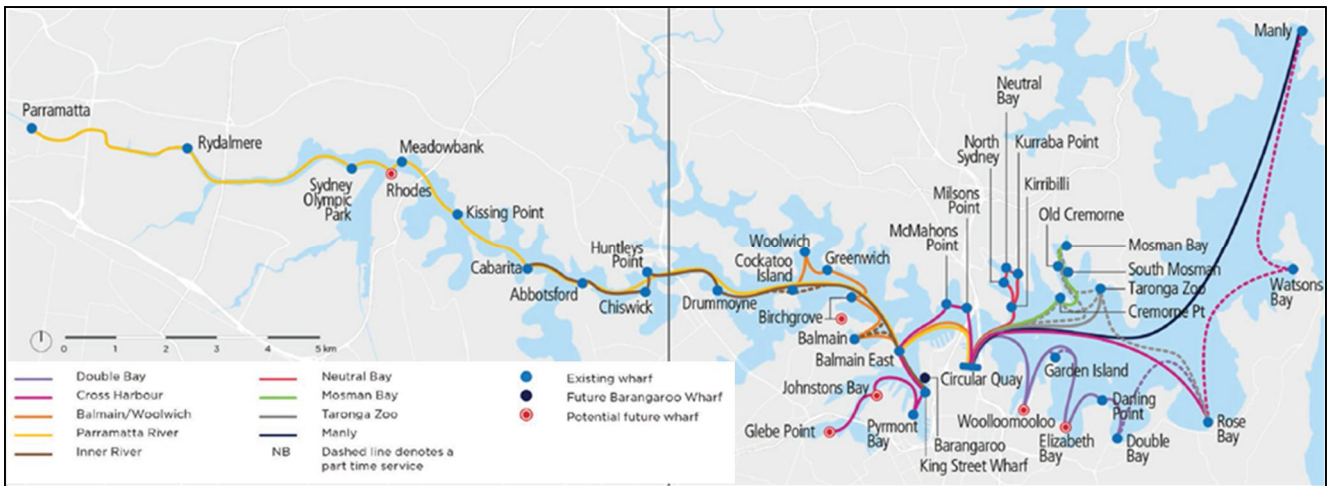 Manly
Neutral
Bay
Parramatta
Rydalmere
Meadowbank
North
Sydney
Kurraba Point
Sydney
Olympic
Park
Rhodes
Milsons
Point
Kirribilli
Kissing Point
McMahons
Point
Old Cremorne
Huntleys
Point
Woolwich
Cockatoo
Island
Greenwich
Mosman Bay
South Mosman
Taronga Zoo
Cremorne Pt
Watsons
Bay
Cabarita
Abbotsford
Chiswick
Drummoyne
Birchgrove
Balmain
Balmain East
Circular Quay
Garden Island
Johnstons Bay
Glebe Point
Pyrmont
Bay
Barangaroo
King Street Wharf
Woolloomooloo
Elizabeth
Bay
Darling
Point
Double
Bay
Rose
Bay
0 1 2 3 4 5 km
Double Bay
Cross Harbour
Balmain/Woolwich
Parramatta River
Inner River
Neutral Bay
Mosman Bay
Taronga Zoo
Manly
NB Dashed line denotes a
part time service
Existing wharf
Future Barangaroo Wharf
Potential future wharf